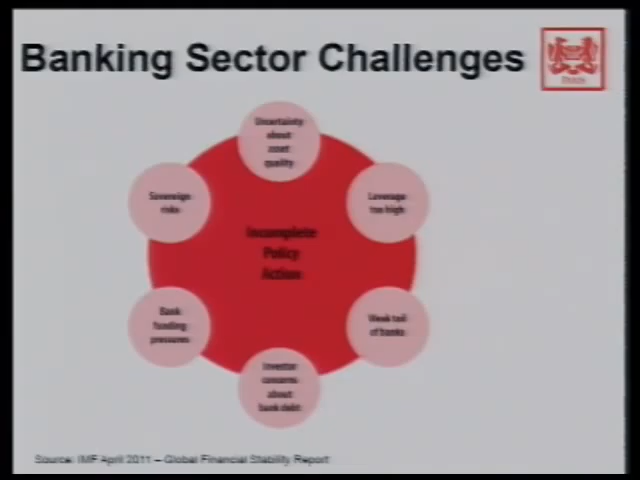 Banking Sector Challenges
Uncertainty
about
asset
quality
Sovereign
risks
Leverage
too high
Incomplete
Policy
Action
Bank
funding
pressures
Weak tail
of banks
Investor
concerns
about
bank debt
Source: IMF April 2011 – Global Financial Stability Report